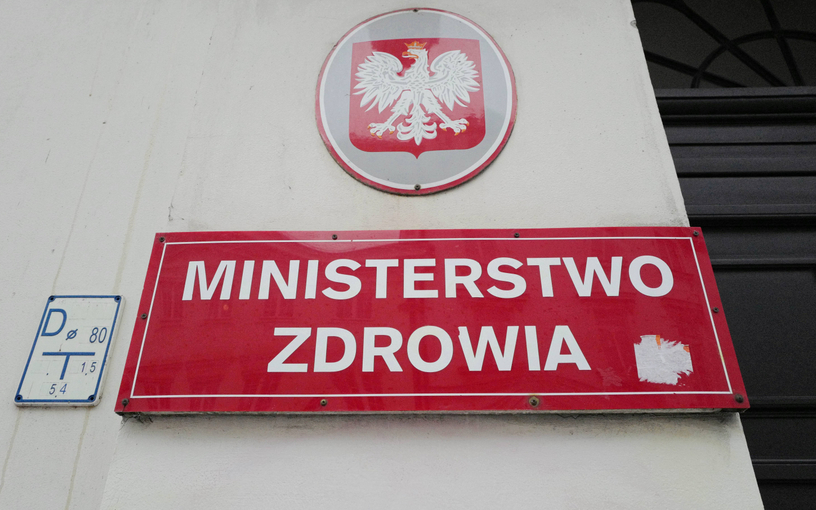 MINISTERSTWO
ZDROWIA
D ø 80
1,5
5,4